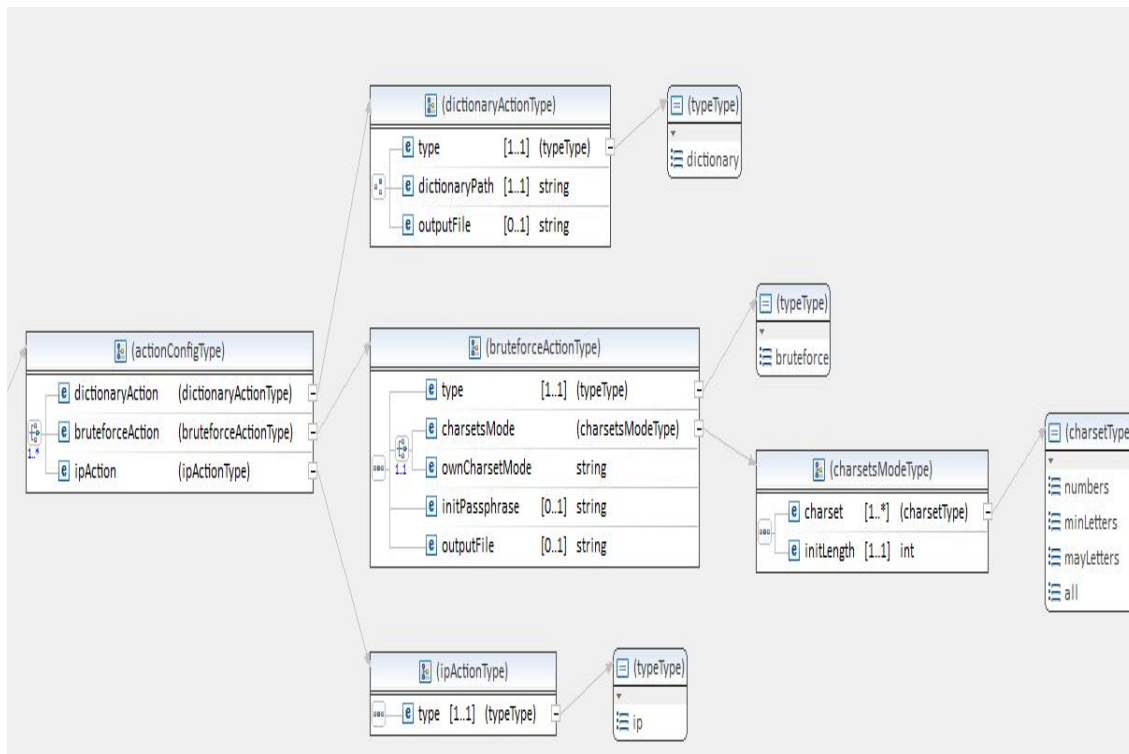 (dictionaryActionType)
type [1..1] (typeType)
dictionaryPath [1..1] string
outputFile [0..1] string
(typeType)
dictionary
(actionConfigType)
dictionaryAction (dictionaryActionType)
bruteforceAction (bruteforceActionType)
ipAction (ipActionType)
1..*
(bruteforceActionType)
type [1..1] (typeType)
charsetsMode (charsetsModeType)
ownCharsetMode string
1..1
initPassphrase [0..1] string
outputFile [0..1] string
(typeType)
bruteforce
(charsetsModeType)
charset [1..*] (charsetType)
initLength [1..1] int
(charsetType
numbers
minLetters
mayLetters
all
(ipActionType)
type [1..1] (typeType)
(typeType)
ip